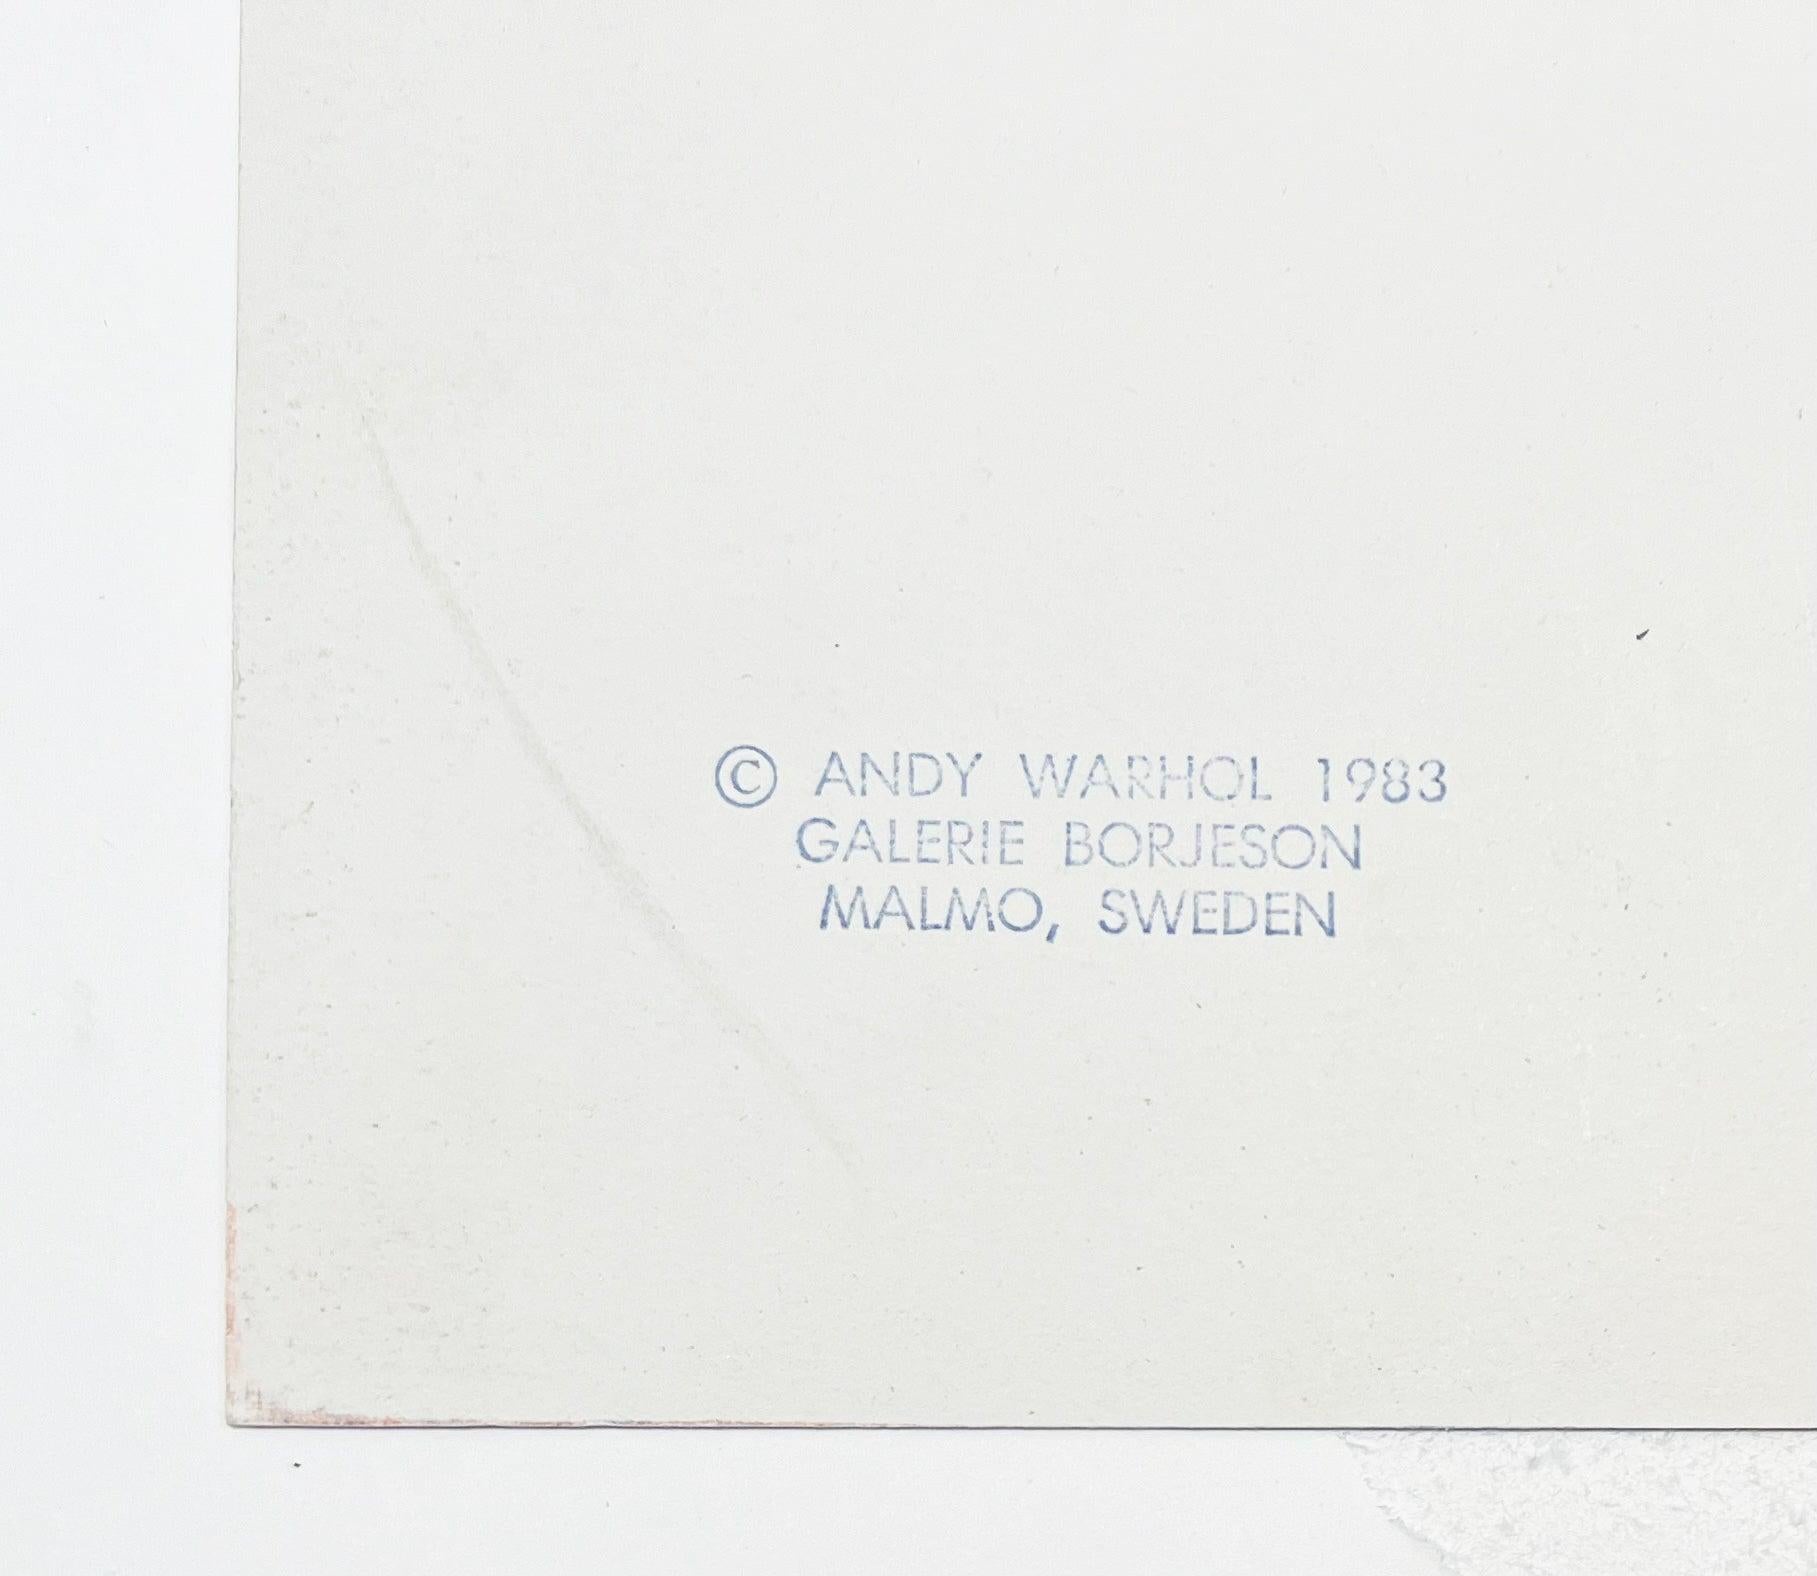 © ANDY WARHOL 1983
GALERIE BORJESON
MALMO, SWEDEN